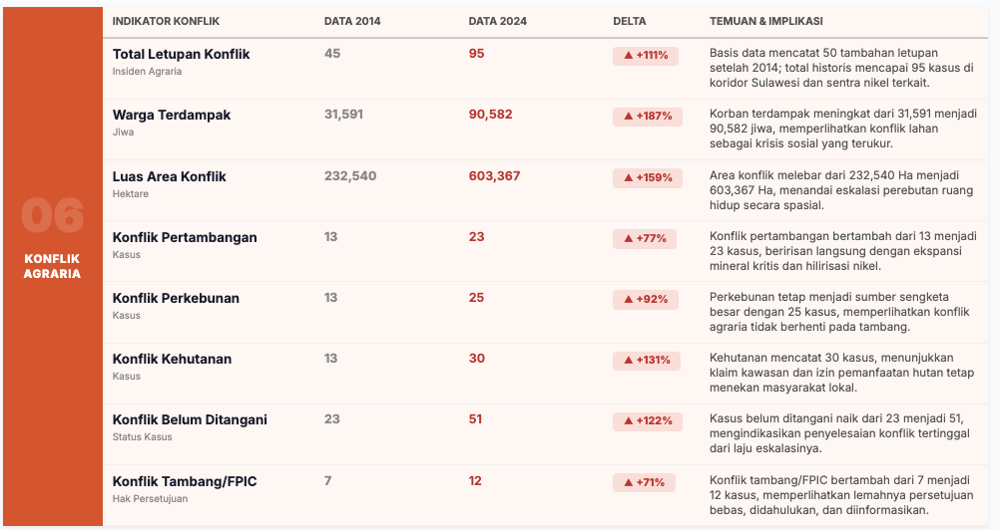 INDIKATOR KONFLIK DATA 2014 DATA 2024 DELTA TEMUAN & IMPLIKASI
06
KONFLIK
AGRARIA
Total Letupan Konflik 45 95 ▲ +111% Basis data mencatat 50 tambahan letupan
Insiden Agraria setelah 2014; total historis mencapai 95 kasus di
koridor Sulawesi dan sentra nikel terkait.
Warga Terdampak 31,591 90,582 ▲ +187% Korban terdampak meningkat dari 31,591 menjadi
Jiwa 90,582 jiwa, memperlihatkan konflik lahan
sebagai krisis sosial yang terukur.
Luas Area Konflik 232,540 603,367 ▲ +159% Area konflik melebar dari 232,540 Ha menjadi
Hektare 603,367 Ha, menandai eskalasi perebutan ruang
hidup secara spasial.
Konflik Pertambangan 13 23 ▲ +77% Konflik pertambangan bertambah dari 13 menjadi
Kasus 23 kasus, beririsan langsung dengan ekspansi
mineral kritis dan hilirisasi nikel.
Konflik Perkebunan 13 25 ▲ +92% Perkebunan tetap menjadi sumber sengketa
Kasus besar dengan 25 kasus, memperlihatkan konflik
agraria tidak berhenti pada tambang.
Konflik Kehutanan 13 30 ▲ +131% Kehutanan mencatat 30 kasus, menunjukkan
Kasus klaim kawasan dan izin pemanfaatan hutan tetap
menekan masyarakat lokal.
Konflik Belum Ditangani 23 51 ▲ +122% Kasus belum ditangani naik dari 23 menjadi 51,
Status Kasus mengindikasikan penyelesaian konflik tertinggal
dari laju eskalasinya.
Konflik Tambang/FPIC 7 12 ▲ +71% Konflik tambang/FPIC bertambah dari 7 menjadi
Hak Persetujuan 12 kasus, memperlihatkan lemahnya persetujuan
bebas, didahulukan, dan diinformasikan.